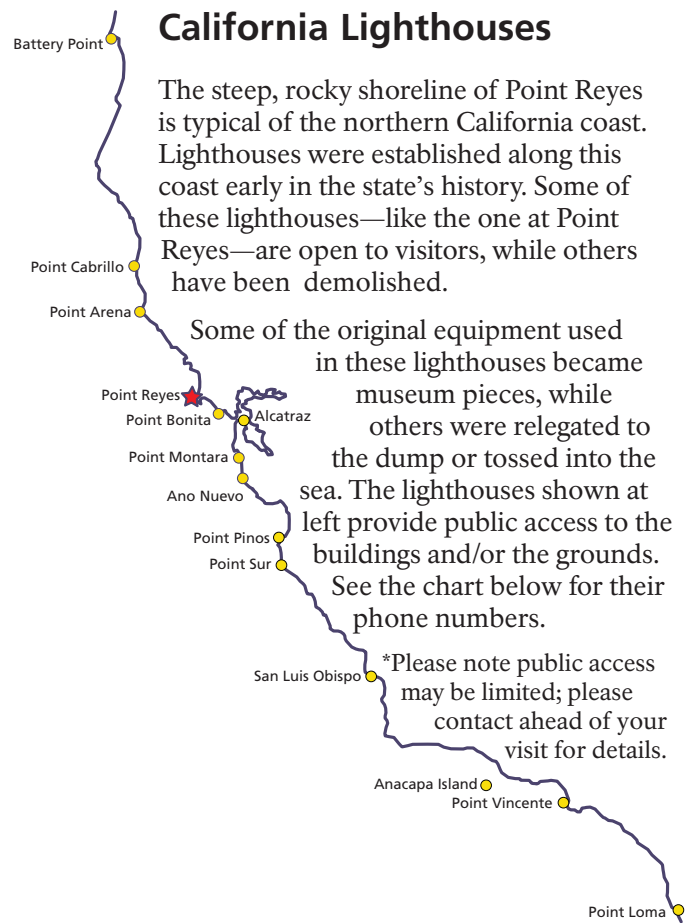 California Lighthouses
Battery Point
The steep, rocky shoreline of Point Reyes
is typical of the northern California coast.
Lighthouses were established along this
coast early in the state’s history. Some of
these lighthouses—like the one at Point
Reyes—are open to visitors, while others
have been demolished.
Point Cabrillo
Point Arena
Some of the original equipment used
in these lighthouses became
museum pieces, while
others were relegated to
the dump or tossed into the
sea. The lighthouses shown at
left provide public access to the
buildings and/or the grounds.
See the chart below for their
phone numbers.
Point Reyes
Point Bonita
Alcatraz
Point Montara
Ano Nuevo
Point Pinos
Point Sur
San Luis Obispo
*Please note public access
may be limited; please
contact ahead of your
visit for details.
Anacapa Island
Point Vincente
Point Loma